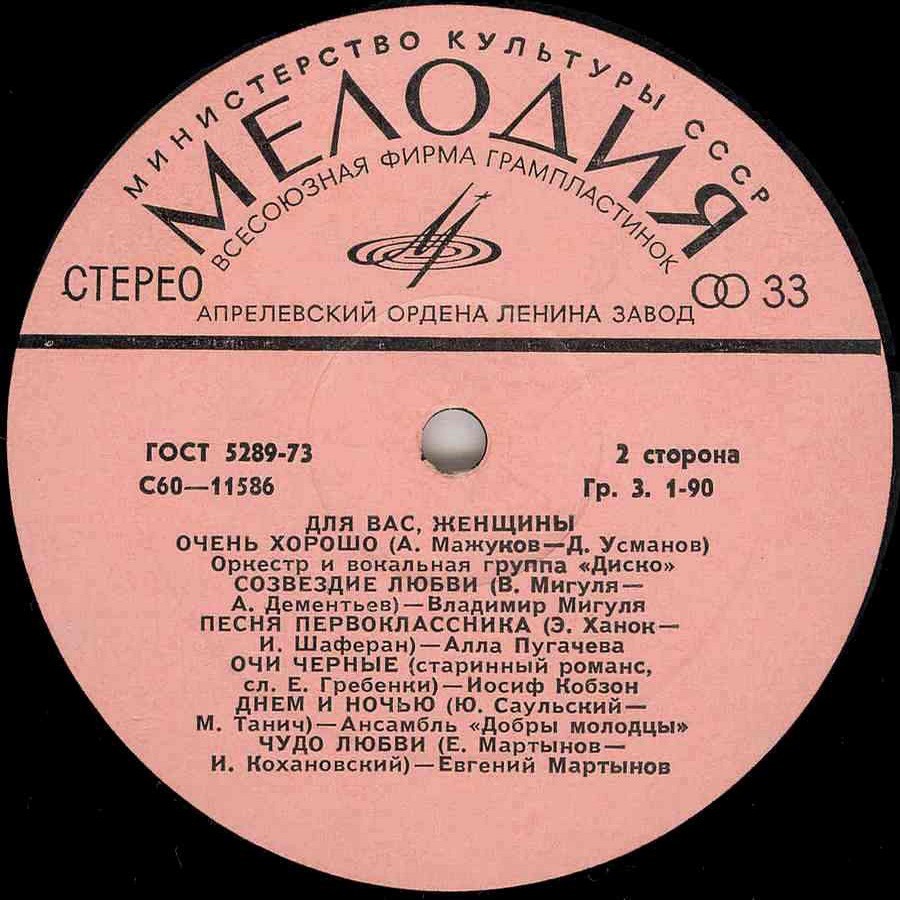 МИНИСТЕРСТВО КУЛЬТУРЫ СССР
МЕЛОДИЯ
ВСЕСОЮЗНАЯ ФИРМА ГРАМПЛАСТИНОК
СТЕРЕО
33
АПРЕЛЕВСКИЙ ОРДЕНА ЛЕНИНА ЗАВОД
ГОСТ 5289-73
2 сторона
С60—11586
Гр. 3. 1-90
ДЛЯ ВАС, ЖЕНЩИНЫ
ОЧЕНЬ ХОРОШО (А. Мажуков—Д. Усманов)
Оркестр и вокальная группа «Диско»
СОЗВЕЗДИЕ ЛЮБВИ (В. Мигуля—
А. Дементьев)—Владимир Мигуля
ПЕСНЯ ПЕРВОКЛАССНИКА (Э. Ханок—
И. Шаферан)—Алла Пугачева
ОЧИ ЧЕРНЫЕ (старинный романс,
сл. Е. Гребенки)—Иосиф Кобзон
ДНЕМ И НОЧЬЮ (Ю. Саульский—
М. Танич)—Ансамбль «Добры молодцы»
ЧУДО ЛЮБВИ (Е. Мартынов—
И. Кохановский)—Евгений Мартынов